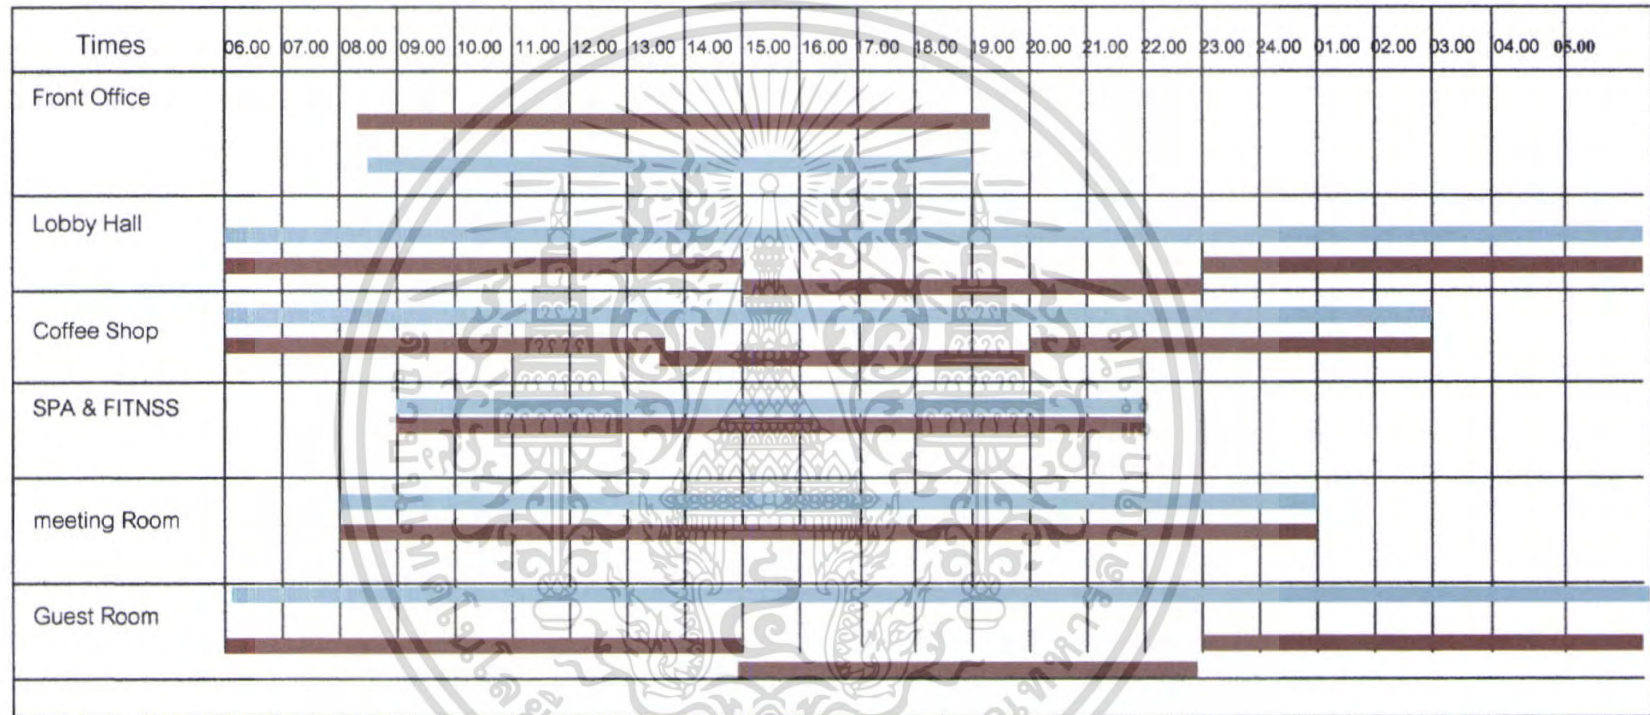 Times 06.00 07.00 08.00 09.00 10.00 11.00 12.00 13.00 14.00 15.00 16.00 17.00 18.00 19.00 20.00 21.00 22.00 23.00 24.00 01.00 02.00 03.00 04.00 05.00
Front Office
Lobby Hall
Coffee Shop
SPA & FITNSS
meeting Room
Guest Room